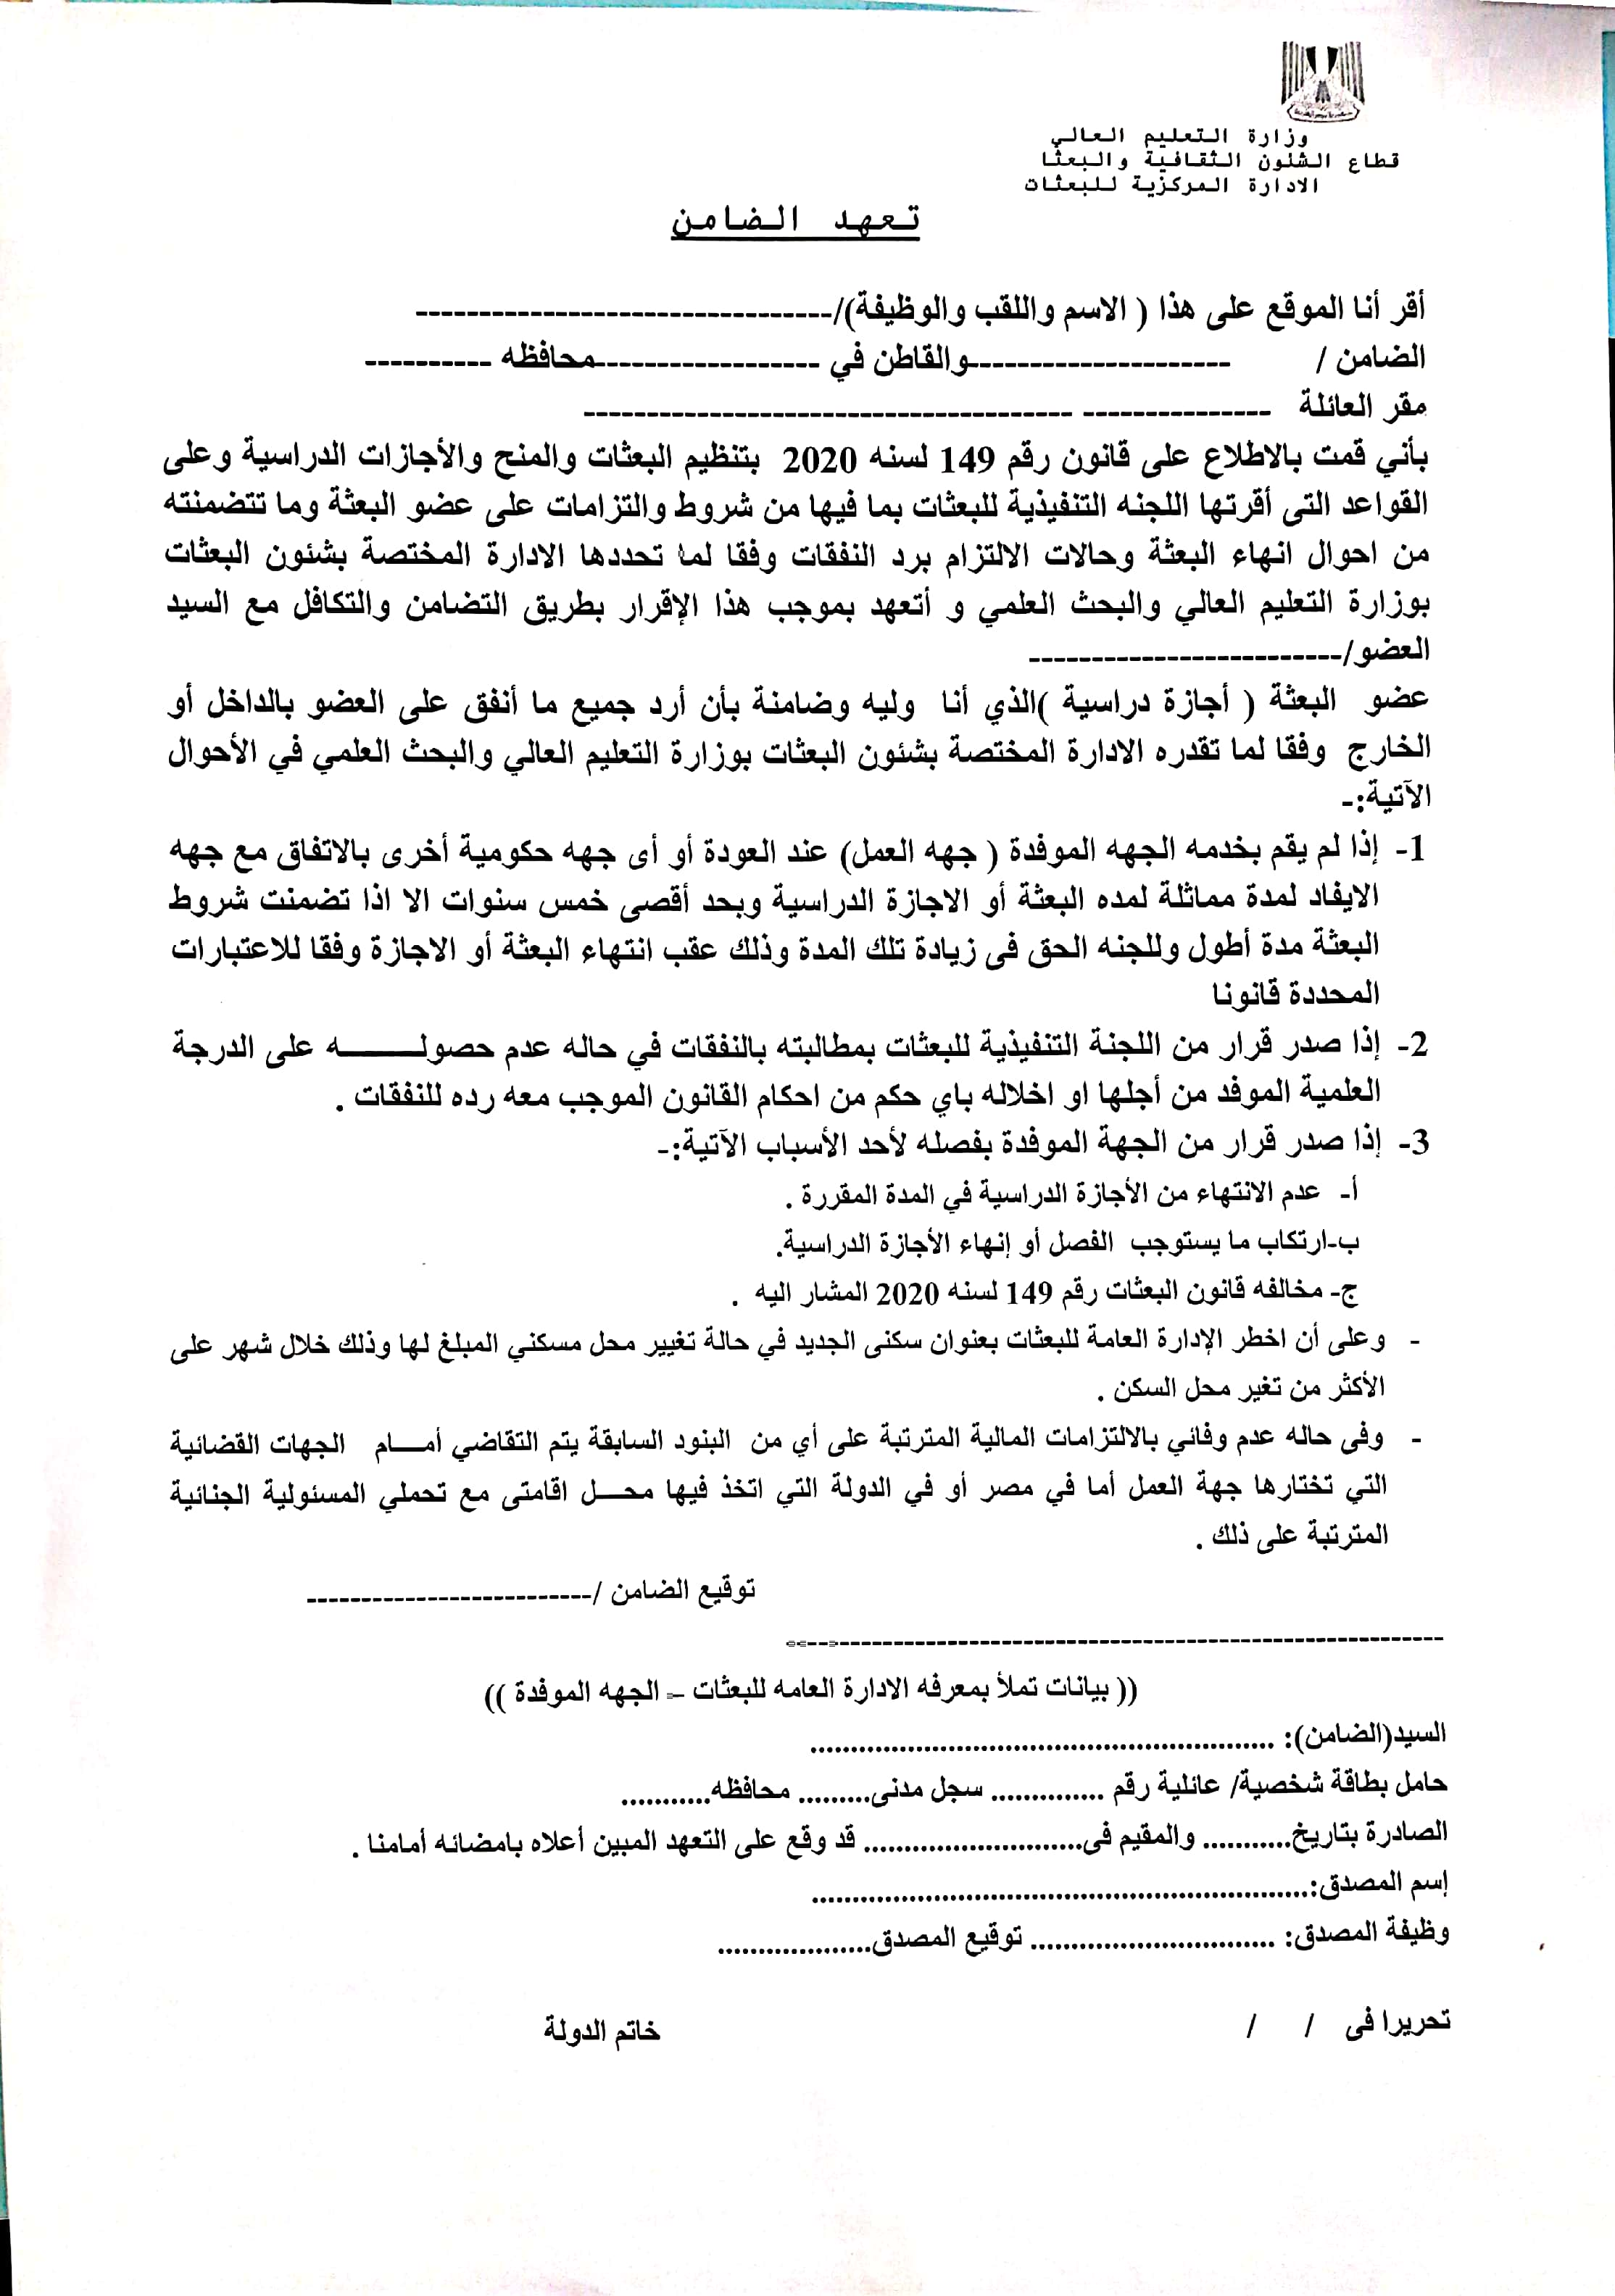 وزارة التعليم العالي
قطاع الشئون الثقافية والبعثا
الادارة المركزية للبعثات
تعهد الضامن
أقر أنا الموقع على هذا ( الاسم واللقب والوظيفة)/---------------------------------
الضامن / --------------------والقاطن في ------------------محافظه ----------
مقر العائلة --------------- -------------------------------------
بأني قمت بالاطلاع على قانون رقم 149 لسنه 2020 بتنظيم البعثات والمنح والأجازات الدراسية وعلى
القواعد التى أقرتها اللجنه التنفيذية للبعثات بما فيها من شروط والتزامات على عضو البعثة وما تتضمنته
من احوال انهاء البعثة وحالات الالتزام برد النفقات وفقا لما تحددها الادارة المختصة بشئون البعثات
بوزارة التعليم العالي والبحث العلمي و أتعهد بموجب هذا الإقرار بطريق التضامن والتكافل مع السيد
العضو/-------------------------
عضو البعثة ( أجازة دراسية )الذي أنا وليه وضامنة بأن أرد جميع ما أنفق على العضو بالداخل أو
الخارج وفقا لما تقدره الادارة المختصة بشئون البعثات بوزارة التعليم العالي والبحث العلمي في الأحوال
الآتية:-
1- إذا لم يقم بخدمه الجهه الموفدة ( جهه العمل) عند العودة أو أى جهه حكومية أخرى بالاتفاق مع جهه
الايفاد لمدة مماثلة لمده البعثة أو الاجازة الدراسية وبحد أقصى خمس سنوات الا اذا تضمنت شروط
البعثة مدة أطول وللجنه الحق فى زيادة تلك المدة وذلك عقب انتهاء البعثة أو الاجازة وفقا للاعتبارات
المحددة قانونا
2- إذا صدر قرار من اللجنة التنفيذية للبعثات بمطالبته بالنفقات في حاله عدم حصولـــــــه على الدرجة
العلمية الموفد من أجلها او اخلاله باي حكم من احكام القانون الموجب معه رده للنفقات .
3- إذا صدر قرار من الجهة الموفدة بفصله لأحد الأسباب الآتية:-
أ- عدم الانتهاء من الأجازة الدراسية في المدة المقررة .
ب-ارتكاب ما يستوجب الفصل أو إنهاء الأجازة الدراسية.
ج- مخالفه قانون البعثات رقم 149 لسنه 2020 المشار اليه .
- وعلى أن اخطر الإدارة العامة للبعثات بعنوان سكنى الجديد في حالة تغيير محل مسكني المبلغ لها وذلك خلال شهر على
الأكثر من تغير محل السكن .
- وفى حاله عدم وفائي بالالتزامات المالية المترتبة على أي من البنود السابقة يتم التقاضي أمـــام الجهات القضائية
التي تختارها جهة العمل أما في مصر أو في الدولة التي اتخذ فيها محـــل اقامتى مع تحملي المسئولية الجنائية
المترتبة على ذلك .
توقيع الضامن /--------------------------
------------------------------------------------------------
(( بيانات تملأ بمعرفه الادارة العامه للبعثات – الجهه الموفدة ))
السيد(الضامن): .........................................................
حامل بطاقة شخصية/ عائلية رقم .............. سجل مدنى......... محافظه...........
الصادرة بتاريخ........... والمقيم فى........................... قد وقع على التعهد المبين أعلاه بامضائه أمامنا .
إسم المصدق:.............................................................
وظيفة المصدق: .............................. توقيع المصدق...................
تحريرا فى / /
خاتم الدولة